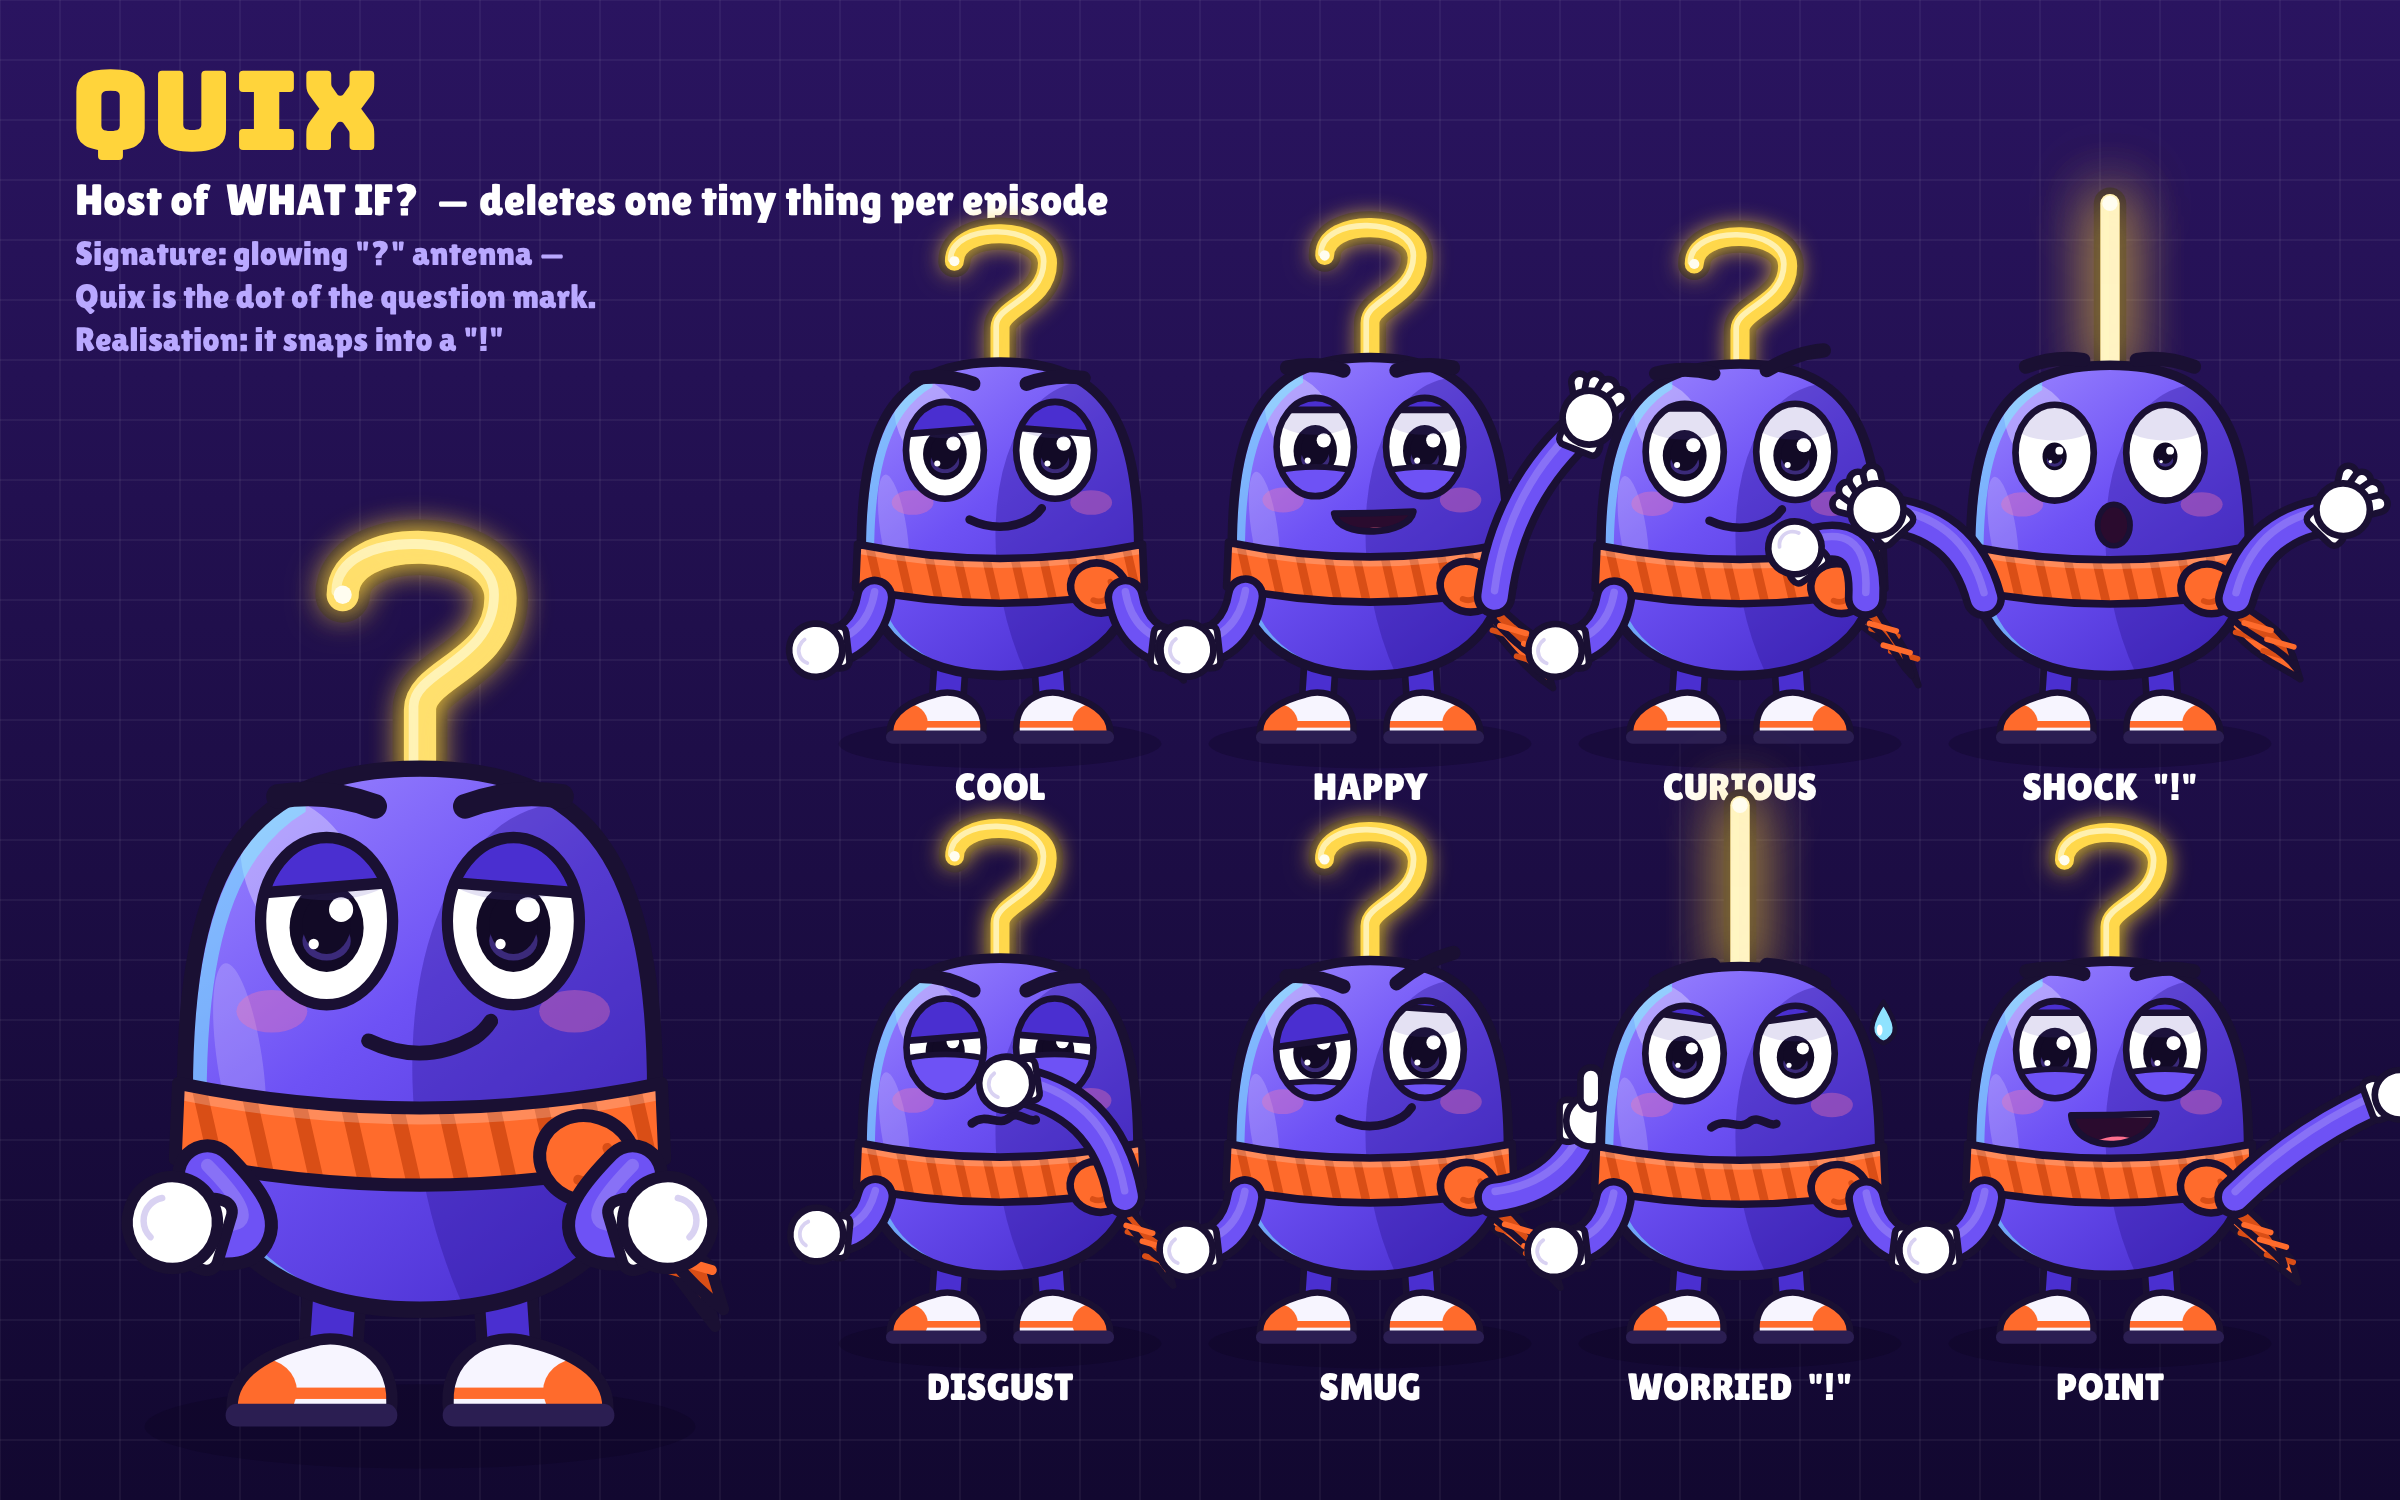 QUIX
Host of WHAT IF? — deletes one tiny thing per episode
Signature: glowing "?" antenna —
Quix is the dot of the question mark.
Realisation: it snaps into a "!"
COOL
HAPPY
CURIOUS
SHOCK "!"
DISGUST
SMUG
WORRIED "!"
POINT